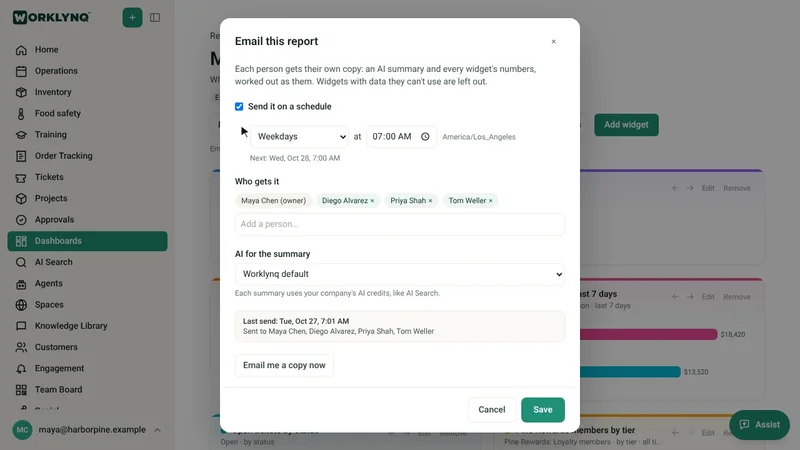 WORKLYNQ
Home
Operations
Inventory
Food safety
Training
Order Tracking
Tickets
Projects
Approvals
Dashboards
AI Search
Agents
Spaces
Knowledge Library
Customers
Engagement
Team Board
MC
maya@harborpine.example
Email this report
×
Each person gets their own copy: an AI summary and every widget's numbers,
worked out as them. Widgets with data they can't use are left out.
Send it on a schedule
Weekdays
at
07:00 AM
America/Los_Angeles
Next: Wed, Oct 28, 7:00 AM
Who gets it
Maya Chen (owner)
Diego Alvarez ×
Priya Shah ×
Tom Weller ×
Add a person...
AI for the summary
Worklynq default
Each summary uses your company's AI credits, like AI Search.
Last send: Tue, Oct 27, 7:01 AM
Sent to Maya Chen, Diego Alvarez, Priya Shah, Tom Weller
Email me a copy now
Cancel
Save
Add widget
← → Edit Remove
last 7 days
← → Edit Remove
$18,420
$13,520
Edit Remove
Open · by status
members by tier
← → Edit Remove
Pine Rewards: Loyalty members · by tier · all ti...
Assist